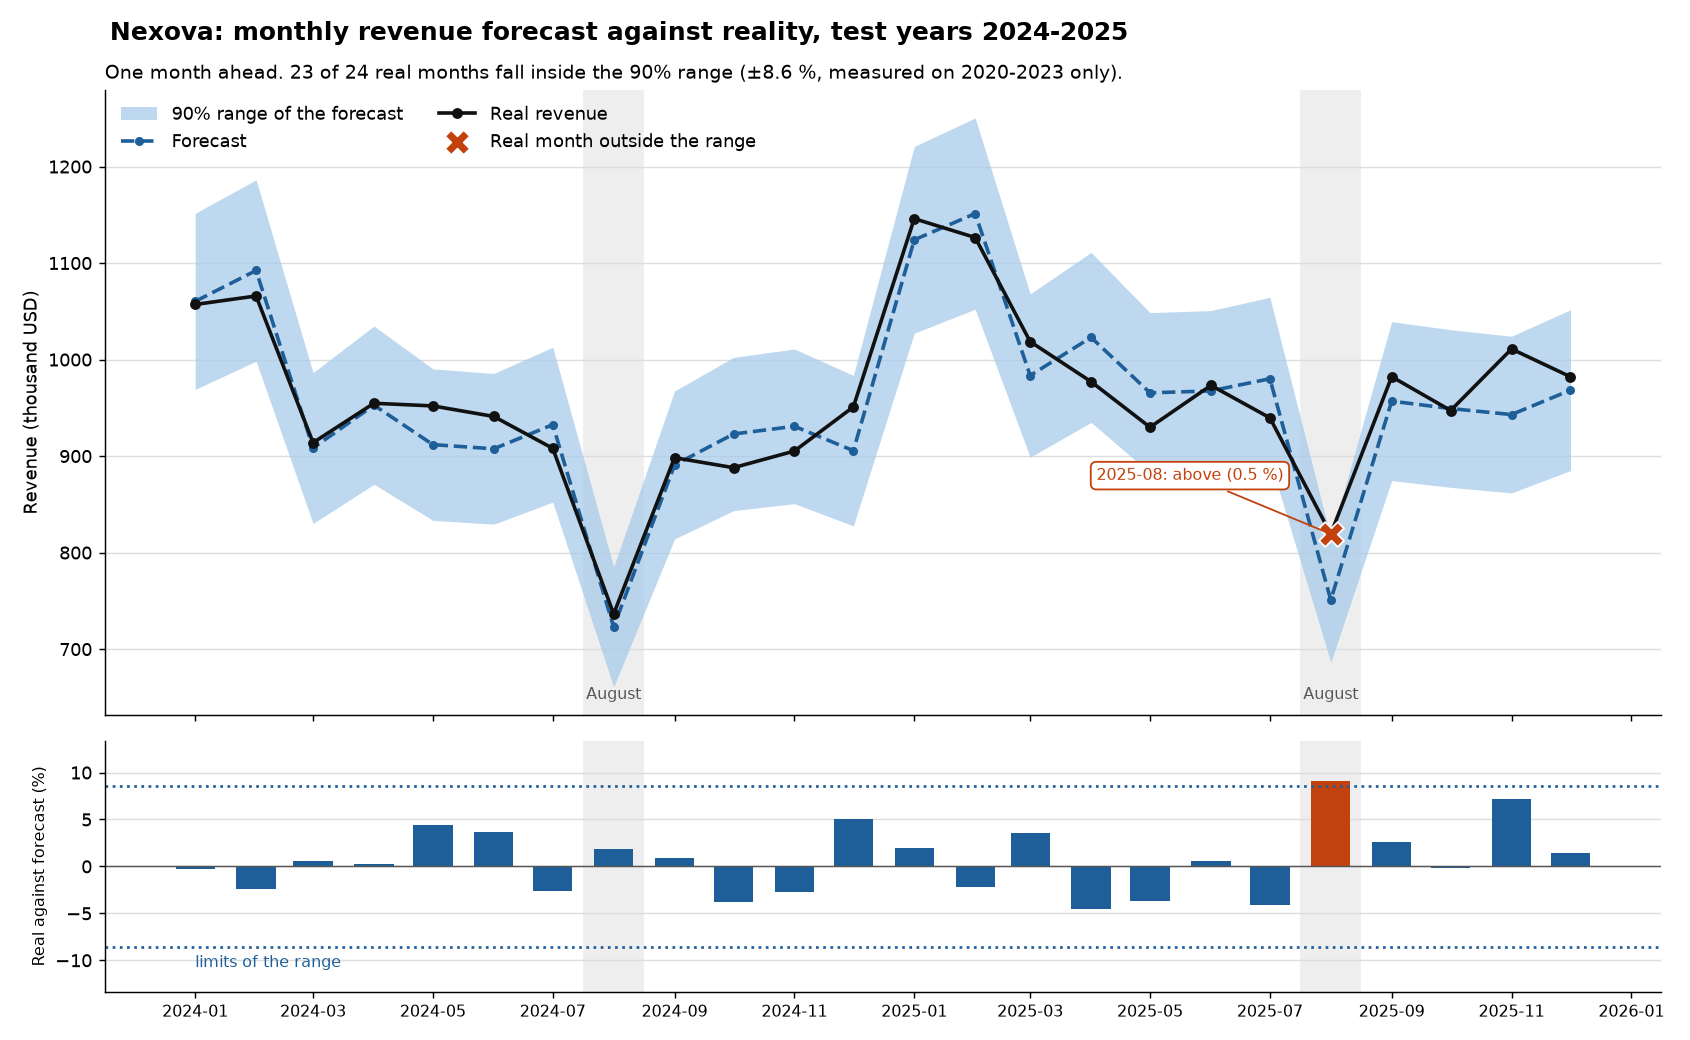 Nexova: monthly revenue forecast against reality, test years 2024-2025
One month ahead. 23 of 24 real months fall inside the 90% range (±8.6 %, measured on 2020-2023 only).
90% range of the forecast
Forecast
Real revenue
Real month outside the range
Revenue (thousand USD)
1200
1100
1000
900
800
700
2025-08: above (0.5 %)
August
August
Real against forecast (%)
10
5
0
−5
−10
limits of the range
2024-01
2024-03
2024-05
2024-07
2024-09
2024-11
2025-01
2025-03
2025-05
2025-07
2025-09
2025-11
2026-01